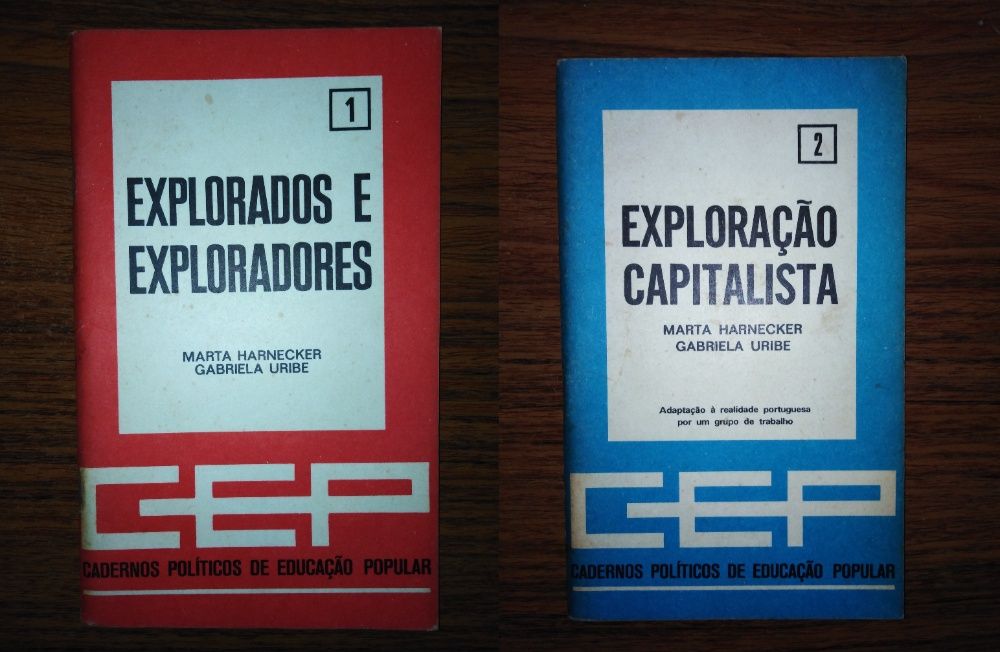 1
EXPLORADOS E
EXPLORADORES
MARTA HARNECKER
GABRIELA URIBE
CEP
CADERNOS POLÍTICOS DE EDUCAÇÃO POPULAR
2
EXPLORAÇÃO
CAPITALISTA
MARTA HARNECKER
GABRIELA URIBE
Adaptação à realidade portuguesa
por um grupo de trabalho
CEP
CADERNOS POLÍTICOS DE EDUCAÇÃO POPULAR